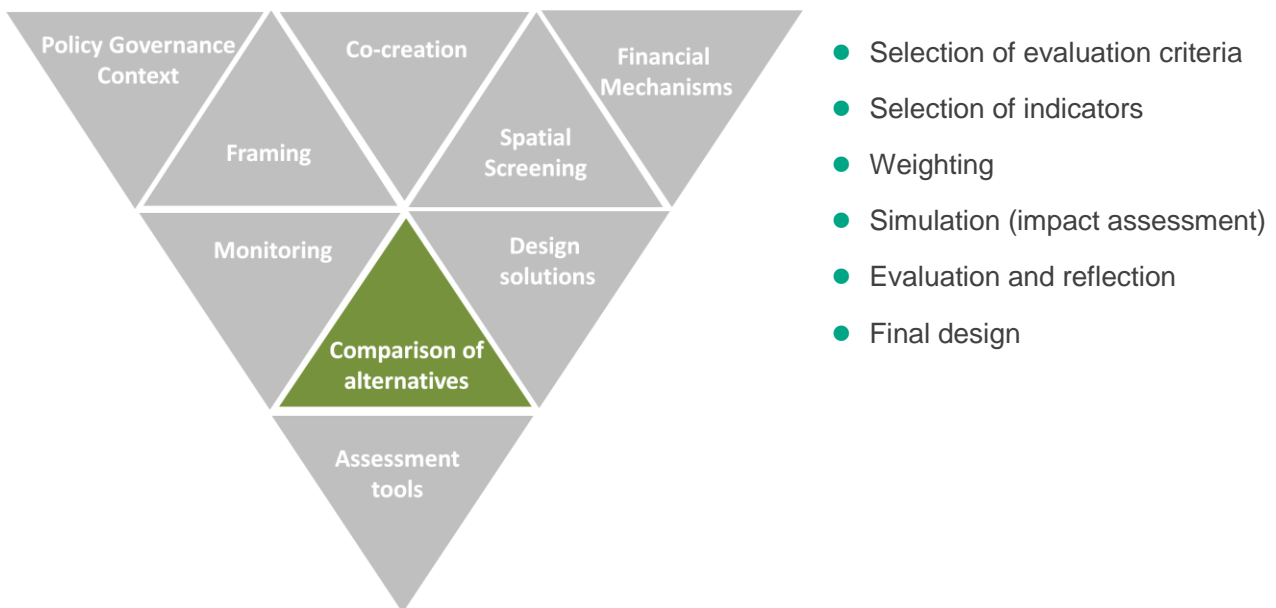 Policy Governance
Context
Co-creation
Financial
Mechanisms
Framing
Spatial
Screening
Monitoring
Design
solutions
Comparison of
alternatives
Assessment
tools
Selection of evaluation criteria
Selection of indicators
Weighting
Simulation (impact assessment)
Evaluation and reflection
Final design